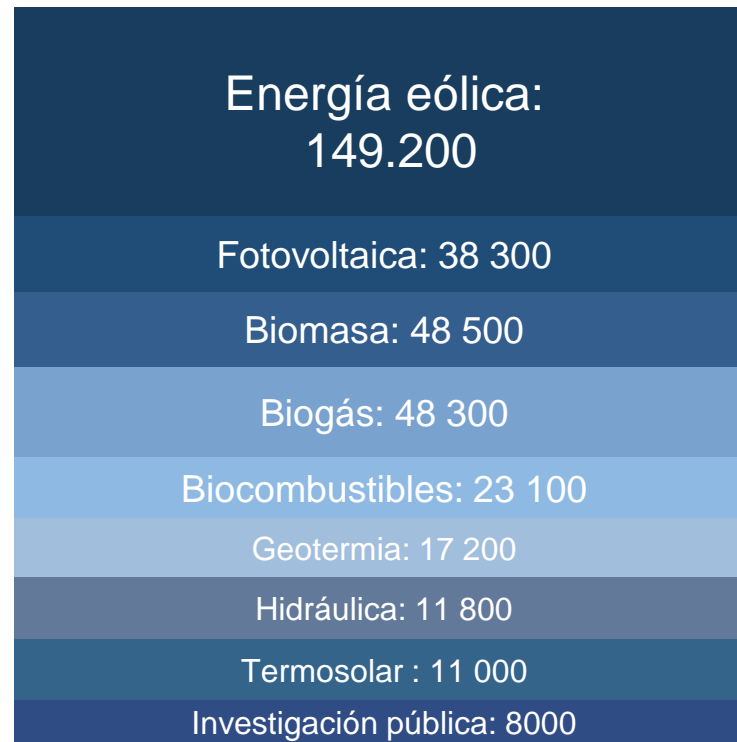 Energía eólica:
149.200
Fotovoltaica: 38 300
Biomasa: 48 500
Biogás: 48 300
Biocombustibles: 23 100
Geotermia: 17 200
Hidráulica: 11 800
Termosolar : 11 000
Investigación pública: 8000